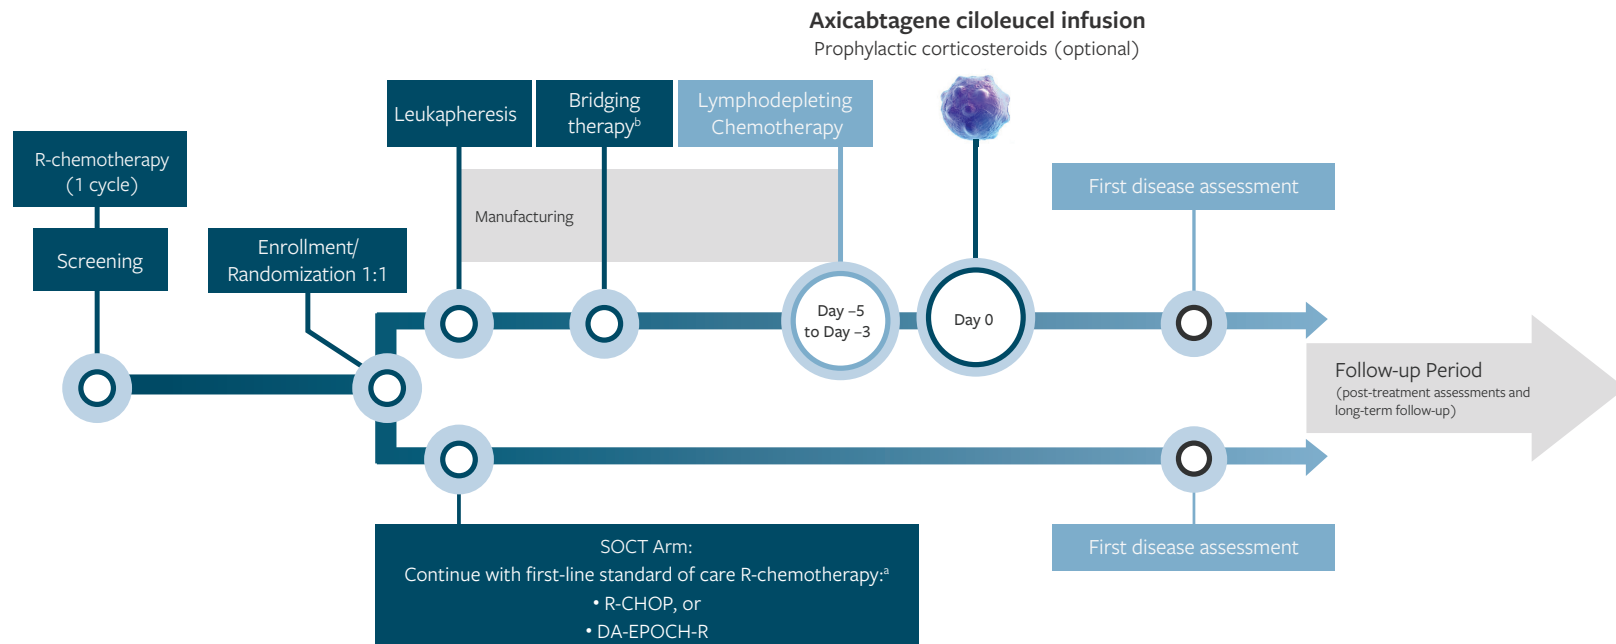 Axicabtagene ciloleucel infusion
Prophylactic corticosteroids (optional)
Leukapheresis
Bridging
therapyᵇ
Lymphodepleting
Chemotherapy
R-chemotherapy
(1 cycle)
First disease assessment
Manufacturing
Screening
Enrollment/
Randomization 1:1
Day –5
to Day –3
Day 0
Follow-up Period
(post-treatment assessments and
long-term follow-up)
SOCT Arm:
Continue with first-line standard of care R-chemotherapy:ᵃ
• R-CHOP, or
• DA-EPOCH-R
First disease assessment